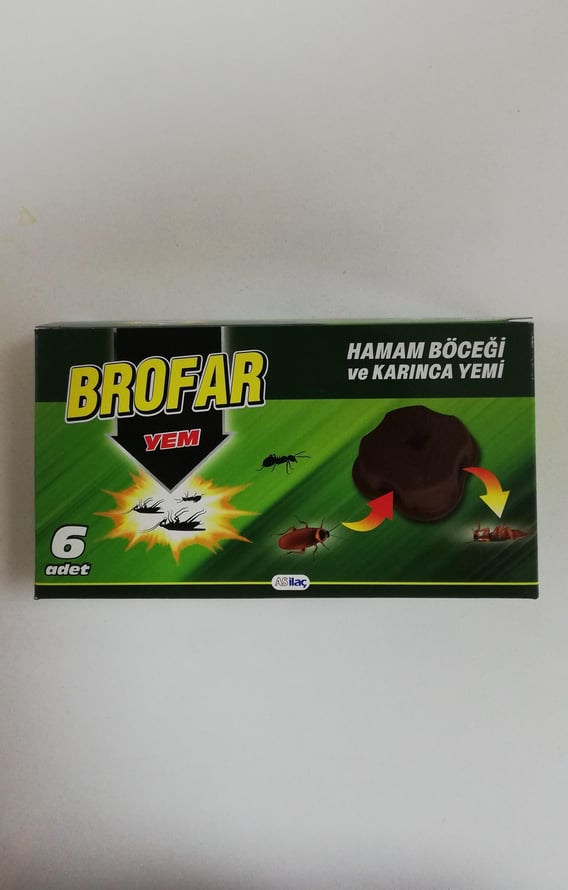 BROFAR
YEM
HAMAM BÖCEĞİ
ve KARINCA YEMİ
6
adet
ASilaç